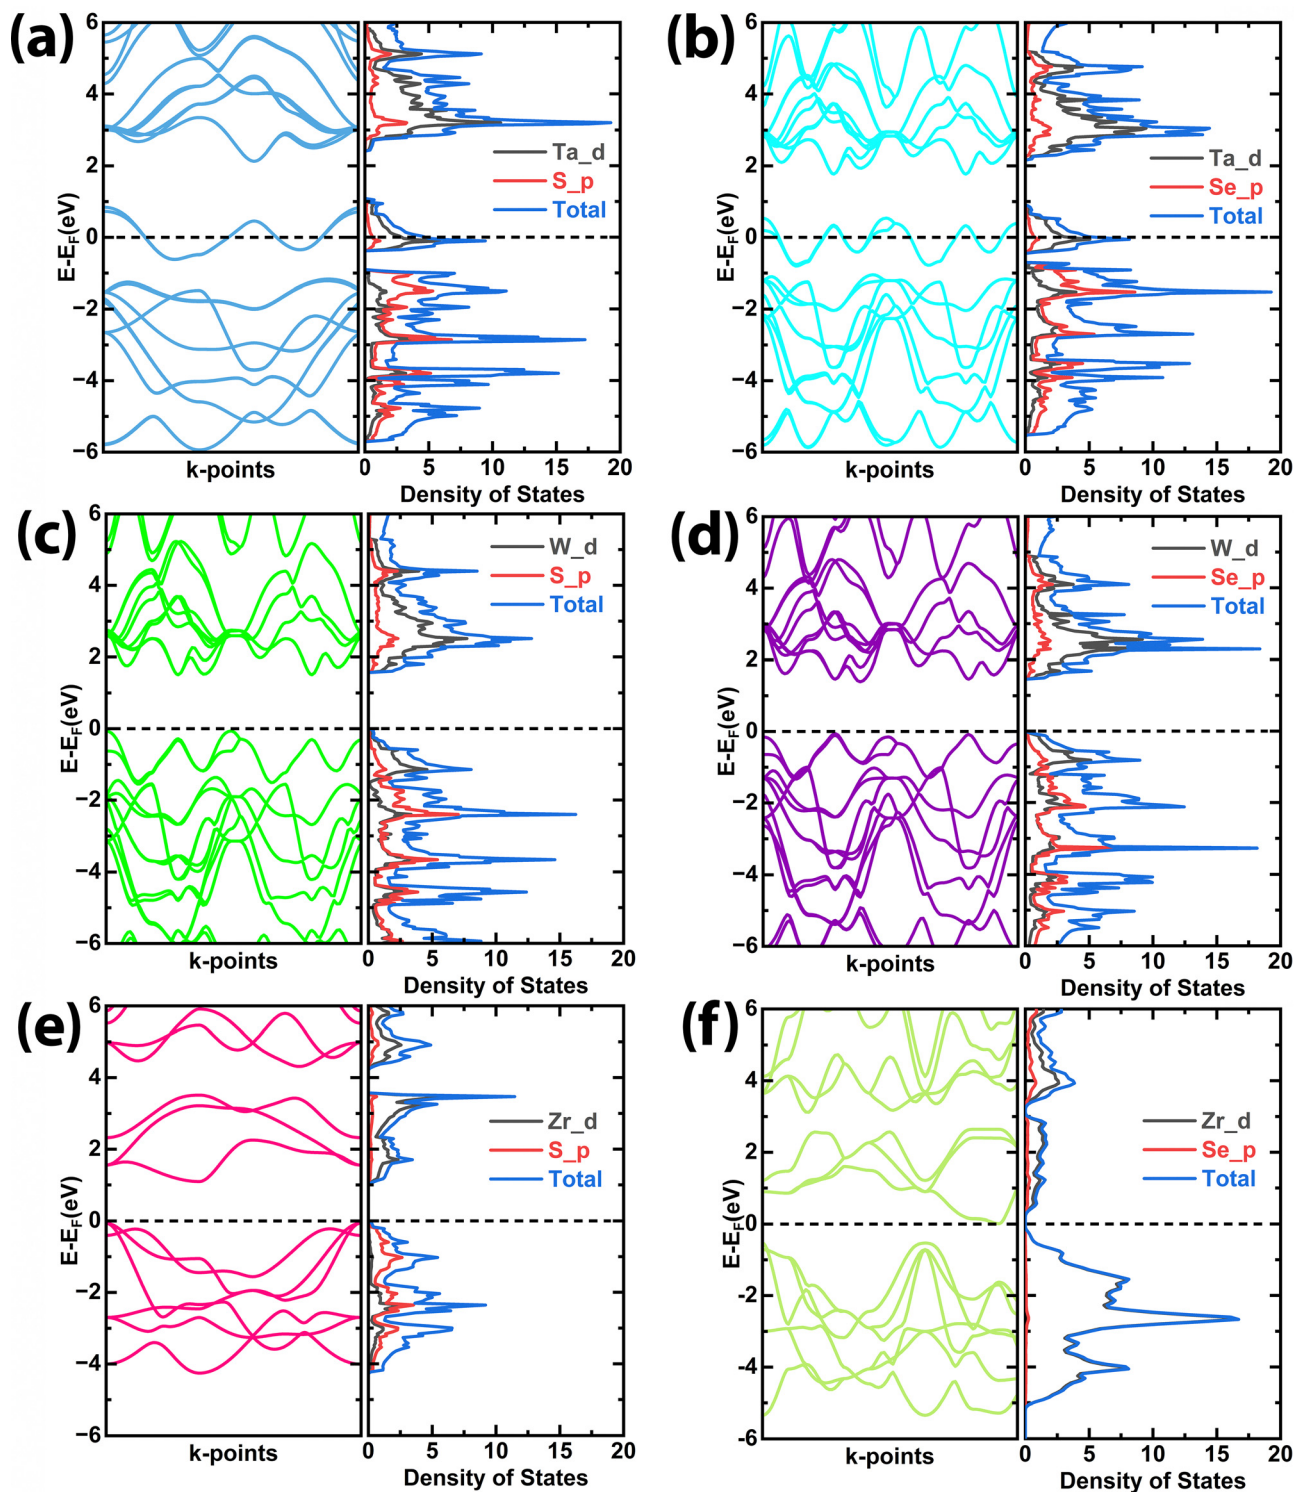 (a)
6
4
2
0
−2
−4
−6
E-E_F(eV)
k-points
Ta_d
S_p
Total
0 5 10 15 20
Density of States
(b)
6
4
2
0
−2
−4
−6
E-E_F(eV)
k-points
Ta_d
Se_p
Total
0 5 10 15 20
Density of States
(c)
6
4
2
0
−2
−4
−6
E-E_F(eV)
k-points
W_d
S_p
Total
0 5 10 15 20
Density of States
(d)
6
4
2
0
−2
−4
−6
E-E_F(eV)
k-points
W_d
Se_p
Total
0 5 10 15 20
Density of States
(e)
6
4
2
0
−2
−4
−6
E-E_F(eV)
k-points
Zr_d
S_p
Total
0 5 10 15 20
Density of States
(f)
6
4
2
0
-2
-4
-6
E-E_F(eV)
k-points
Zr_d
Se_p
Total
0 5 10 15 20
Density of States